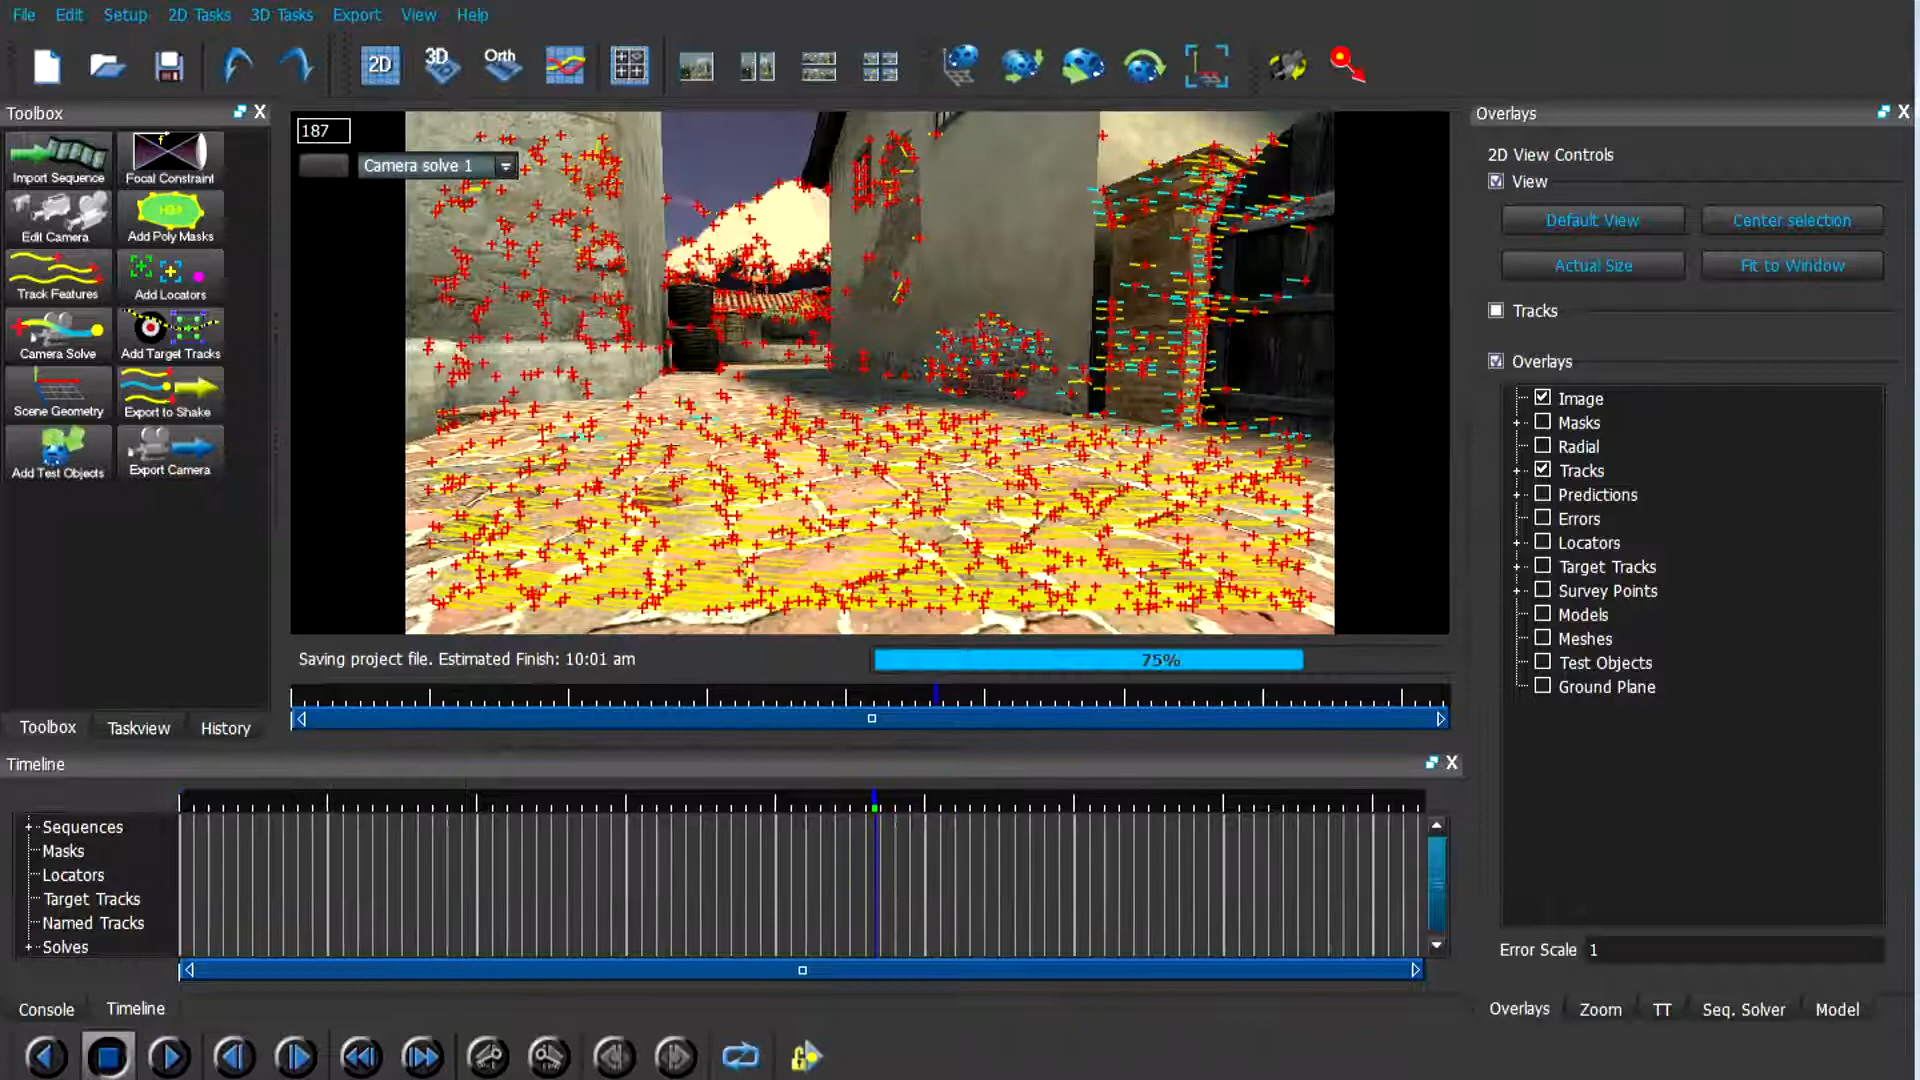 File Edit Setup 2D Tasks 3D Tasks Export View Help
2D 3D Orth
Toolbox X
Import Sequence Focal Constraint
Edit Camera Add Poly Masks
Track Features Add Locators
Camera Solve Add Target Tracks
Scene Geometry Export to Shake
Add Test Objects Export Camera
Toolbox Taskview History
187
Camera solve 1
Saving project file. Estimated Finish: 10:01 am 75%
Overlays X
2D View Controls
View
Default View Center selection
Actual Size Fit to Window
Tracks
Overlays
Image
Masks
Radial
Tracks
Predictions
Errors
Locators
Target Tracks
Survey Points
Models
Meshes
Test Objects
Ground Plane
Error Scale 1
Overlays Zoom TT Seq. Solver Model
Timeline X
Sequences
Masks
Locators
Target Tracks
Named Tracks
Solves
Console Timeline